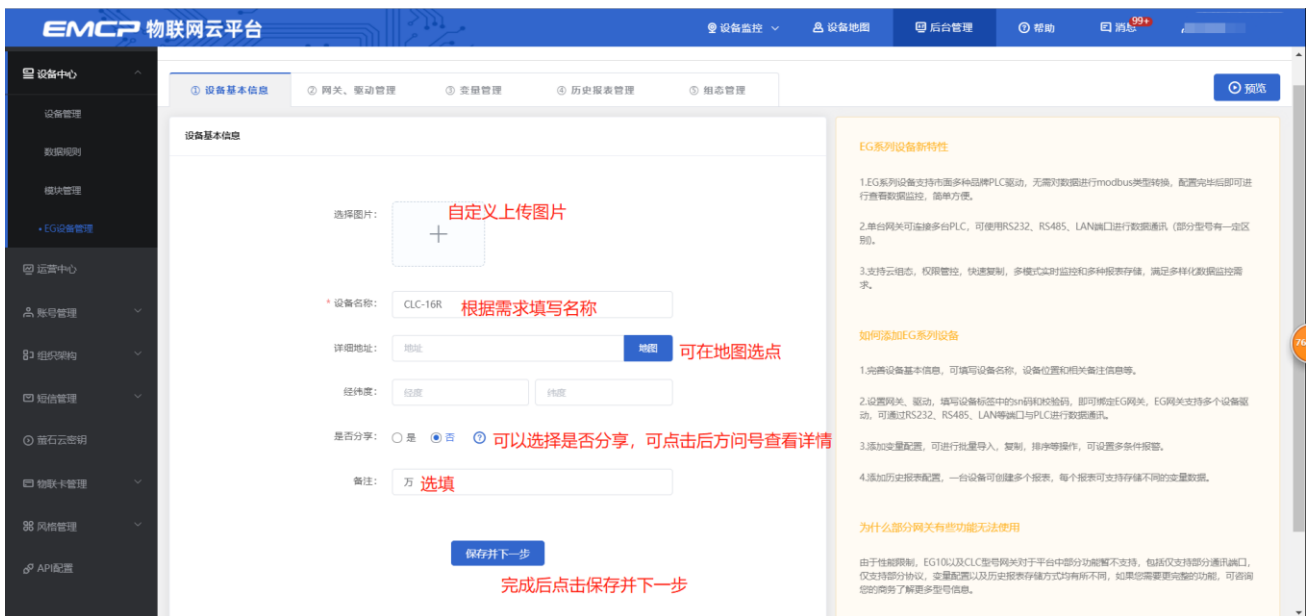 EMCP 物联网云平台
设备监控
设备地图
后台管理
帮助
消息
99+
设备中心
设备管理
数据规则
模块管理
•EG设备管理
运营中心
账号管理
组织架构
短信管理
萤石云密钥
物联卡管理
风格管理
API配置
① 设备基本信息
② 网关、驱动管理
③ 变量管理
④ 历史报表管理
⑤ 组态管理
预览
设备基本信息
选择图片:
自定义上传图片
* 设备名称:
CLC-16R
根据需求填写名称
详细地址:
地址
地图
可在地图选点
经纬度:
经度
纬度
是否分享:
是
否
可以选择是否分享，可点击后方问号查看详情
备注:
万
选填
保存并下一步
完成后点击保存并下一步
EG系列设备新特性
1.EG系列设备支持市面多种品牌PLC驱动，无需对数据进行modbus类型转换，配置完毕后即可进
行查看数据监控，简单方便。
2.单台网关可连接多台PLC，可使用RS232、RS485、LAN端口进行数据通讯（部分型号有一定区
别)。
3.支持云组态，权限管控，快速复制，多模式实时监控和多种报表存储，满足多样化数据监控需
求。
如何添加EG系列设备
1.完善设备基本信息，可填写设备名称，设备位置和相关备注信息等。
2.设置网关、驱动，填写设备标签中的sn码和校验码，即可绑定EG网关，EG网关支持多个设备驱
动，可通过RS232、RS485、LAN等端口与PLC进行数据通讯。
3.添加变量配置，可进行批量导入，复制，排序等操作，可设置多条件报警。
4.添加历史报表配置，一台设备可创建多个报表，每个报表可支持存储不同的变量数据。
为什么部分网关有些功能无法使用
由于性能限制，EG10以及CLC型号网关对于平台中部分功能暂不支持，包括仅支持部分通讯端口，
仅支持部分协议，变量配置以及历史报表存储方式均有所不同，如果您需要更完整的功能，可咨询
您的商务了解更多型号信息。
76